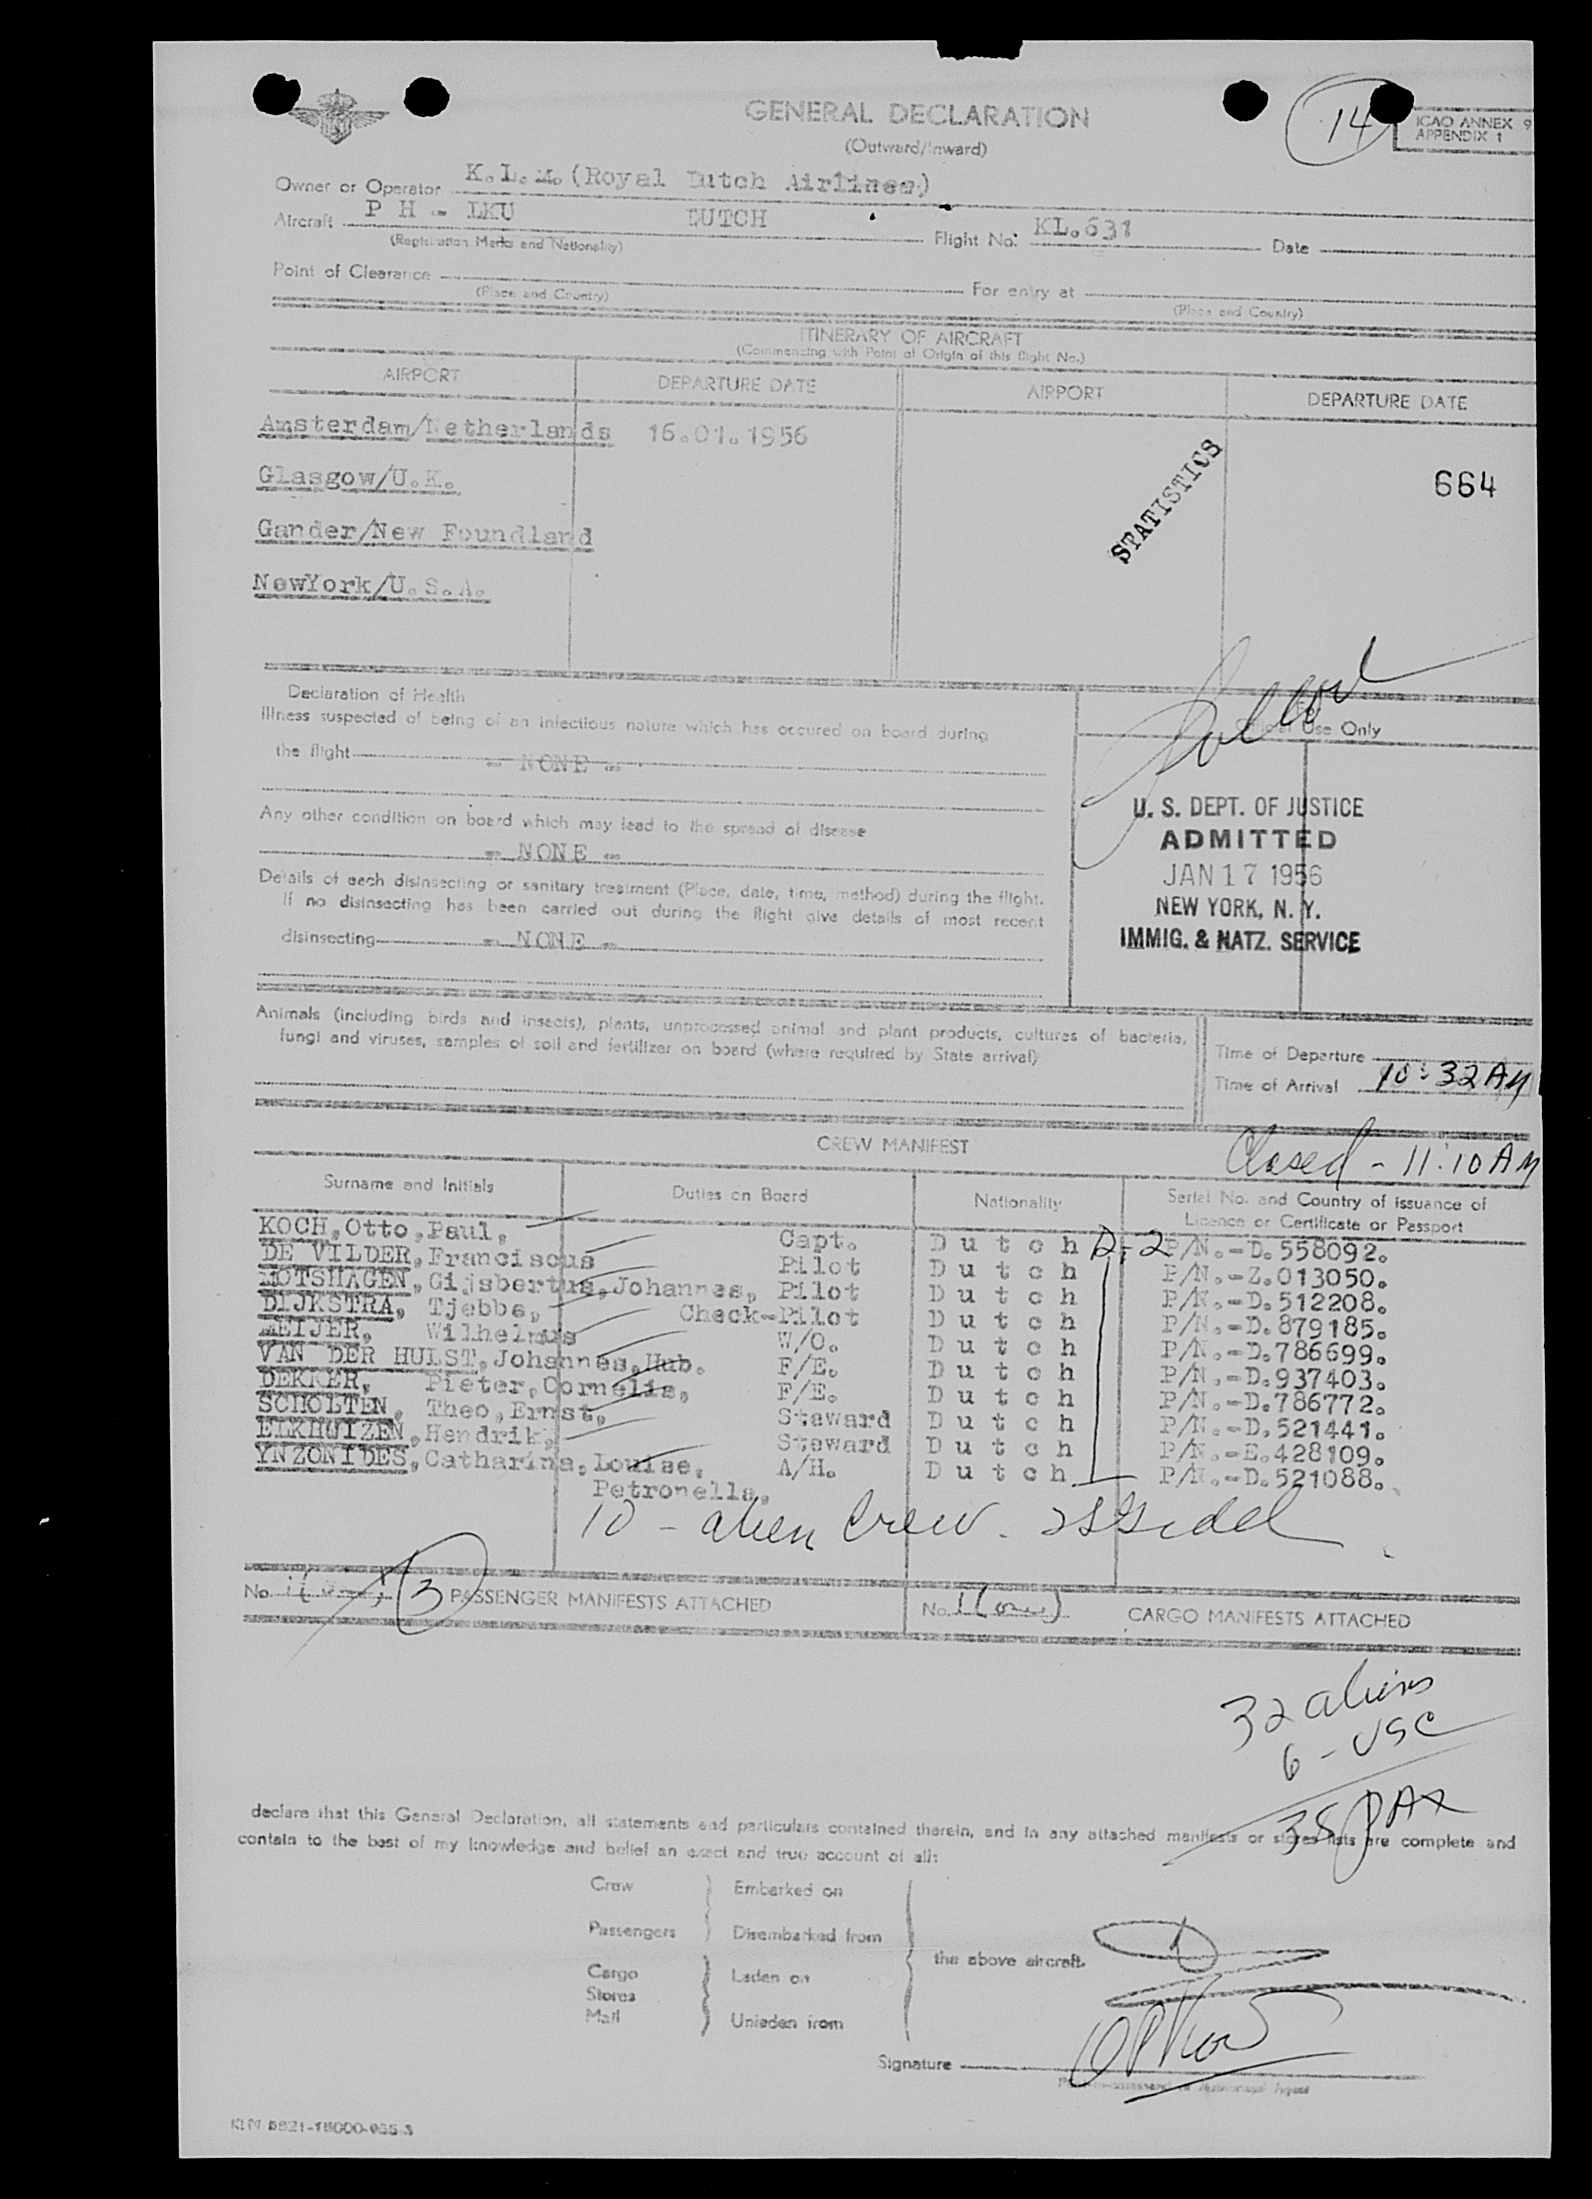 GENERAL DECLARATION
(Outward/Inward)
14
ICAO ANNEX 9
APPENDIX 1
Owner or Operator K.L.M.(Royal Dutch Airlines)
Aircraft P H - LKU DUTCH Flight No. KL.631 Date
(Registration Marks and Nationality)
Point of Clearance For entry at
(Place and Country) (Place and Country)
ITINERARY OF AIRCRAFT
(Commencing with Point of Origin of this flight No.)
AIRPORT DEPARTURE DATE AIRPORT DEPARTURE DATE
Amsterdam/Netherlands 16.01.1956
STATISTICS
664
Glasgow/U.K.
Gander/New Foundland
NewYork/U.S.A.
Declaration of Health
Illness suspected of being of an infectious nature which has occured on board during
the flight - NONE -
For
Official Use Only
Any other condition on board which may lead to the spread of disease
- NONE -
Details of each disinsecting or sanitary treatment (Place, date, time, method) during the flight.
If no disinsecting has been carried out during the flight give details of most recent
disinsecting - NONE -
U. S. DEPT. OF JUSTICE
ADMITTED
JAN 17 1956
NEW YORK, N. Y.
IMMIG. & NATZ. SERVICE
Animals (including birds and insects), plants, unprocessed animal and plant products, cultures of bacteria,
fungi and viruses, samples of soil and fertilizer on board (where required by State arrival)
Time of Departure
Time of Arrival 10:32 AM
CREW MANIFEST
Closed - 11:10 AM
Surname and Initials Duties on Board Nationality Serial No. and Country of issuance of
Licence or Certificate or Passport
KOCH,Otto,Paul, Capt. D u t c h D-2 P/N.-D.558092.
DE VILDER,Franciscus Pilot D u t c h P/N.-Z.013050.
MOTSHAGEN,Gijsbertus,Johannes, Pilot D u t c h P/N.-D.512208.
DIJKSTRA, Tjebbe, Check-Pilot D u t c h P/N.-D.879185.
MEIJER, Wilhelmus W/O. D u t c h P/N.-D.786699.
VAN DER HULST,Johannes,Hub. F/E. D u t c h P/N.-D.937403.
DEKKER, Pieter,Cornelis, F/E. D u t c h P/N.-D.786772.
SCHOLTEN, Theo,Ernst, Steward D u t c h P/N.-D.521441.
ELKHUIZEN,Hendrik, Steward D u t c h P/N.-E.428109.
YNZONIDES,Catharina,Louise, A/H. D u t c h P/N.-D.521088.
Petronella,
10 - alien Crew.
No. 3 PASSENGER MANIFESTS ATTACHED No. 1(one) CARGO MANIFESTS ATTACHED
32 aliens
6 - USC
38 PAX
declare that this General Declaration, all statements and particulars contained therein, and in any attached manifests or stores lists are complete and
contain to the best of my knowledge and belief an exact and true account of all:
Crew Embarked on
Passengers Disembarked from
the above aircraft.
Cargo Laden on
Stores
Mail Unladen from
Signature